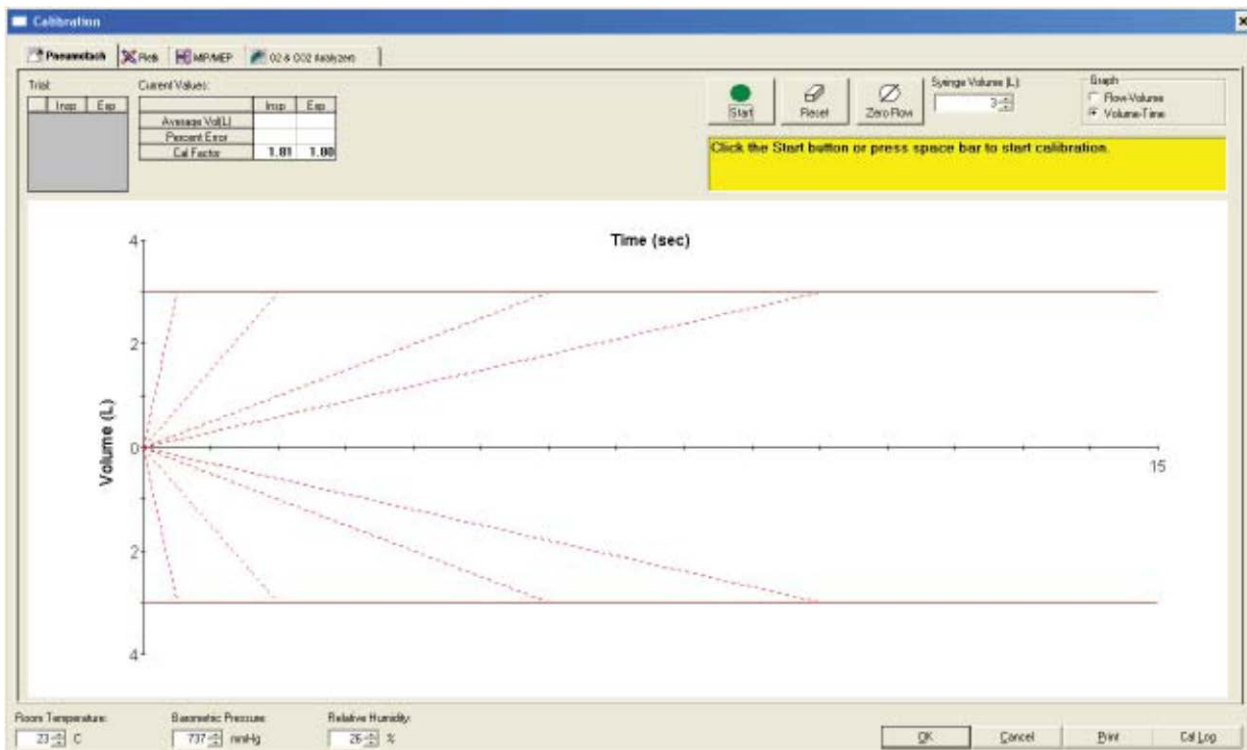 Calibration
Pneumotach Pleth MIP/MEP O2 & CO2 Analyzers
Trial: Current Values:
Insp Exp
Insp Exp
Average Vol(L)
Percent Error
Cal Factor 1.01 1.00
Start Reset Zero Flow
Syringe Volume (L):
3
Graph
Flow-Volume
Volume-Time
Click the Start button or press space bar to start calibration.
Time (sec)
4
2
0
2
4
Volume (L)
15
Room Temperature: Barometric Pressure: Relative Humidity:
23 C 737 mmHg 26 %
OK Cancel Print Cal Log